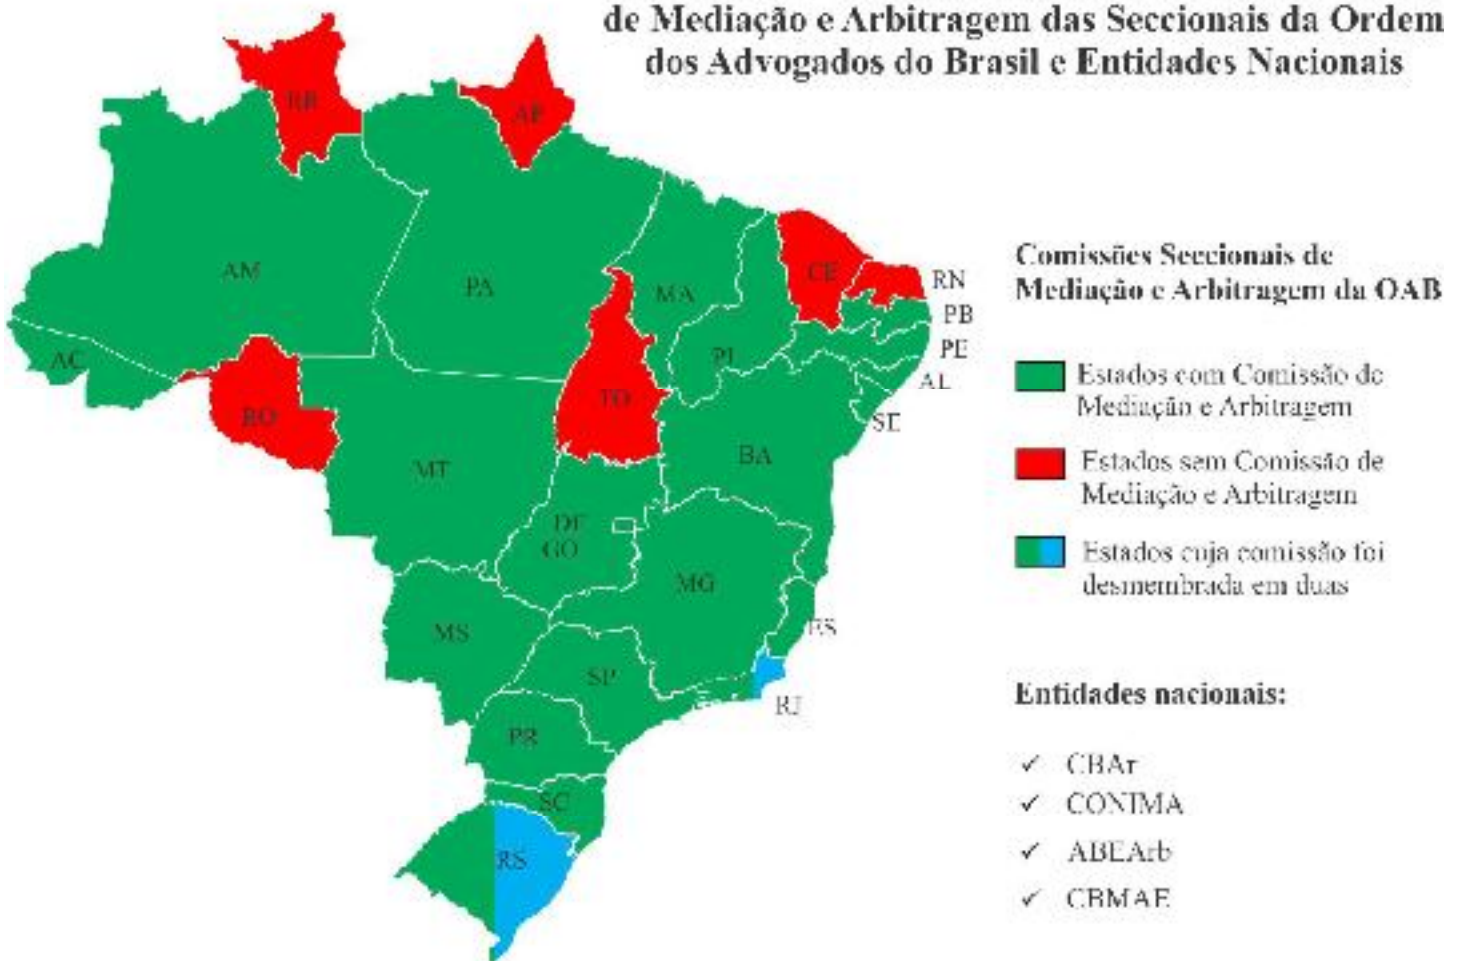 de Mediação e Arbitragem das Seccionais da Ordem
dos Advogados do Brasil e Entidades Nacionais
RR
AP
AM
PA
MA
CE
RN
PB
PE
AL
SE
PI
AC
RO
TO
MT
BA
DF
GO
MG
ES
MS
SP
RJ
PR
SC
RS
Comissões Seccionais de
Mediação e Arbitragem da OAB
Estados com Comissão de
Mediação e Arbitragem
Estados sem Comissão de
Mediação e Arbitragem
Estados cuja comissão foi
desmembrada em duas
Entidades nacionais:
✓ CBAr
✓ CONIMA
✓ ABEArb
✓ CBMAE